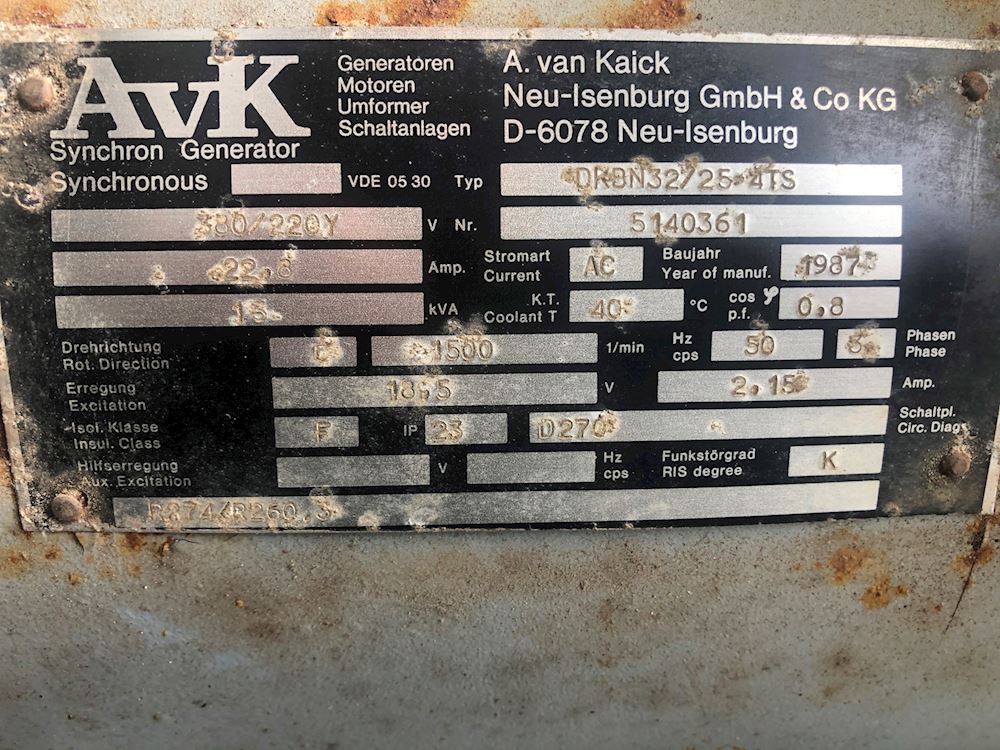 AvK
Generatoren
Motoren
Umformer
Schaltanlagen
A. van Kaick
Neu-Isenburg GmbH & Co KG
D-6078 Neu-Isenburg
Synchron Generator
Synchronous VDE 05 30 Typ DKBN32/25-4TS
380/220Y V Nr. 5140361
22,8 Amp. Stromart Current AC Baujahr Year of manuf. 1987
15 kVA K.T. Coolant T 40 °C cos φ p.f. 0,8
Drehrichtung Rot. Direction 1500 1/min Hz cps 50 3 Phasen Phase
Erregung Excitation 18,5 V 2,15 Amp.
Isol. Klasse Insul. Class F IP 23 D270 Schaltpl. Circ. Diag.
Hilfserregung Aux. Excitation V Hz cps Funkstörgrad RIS degree K